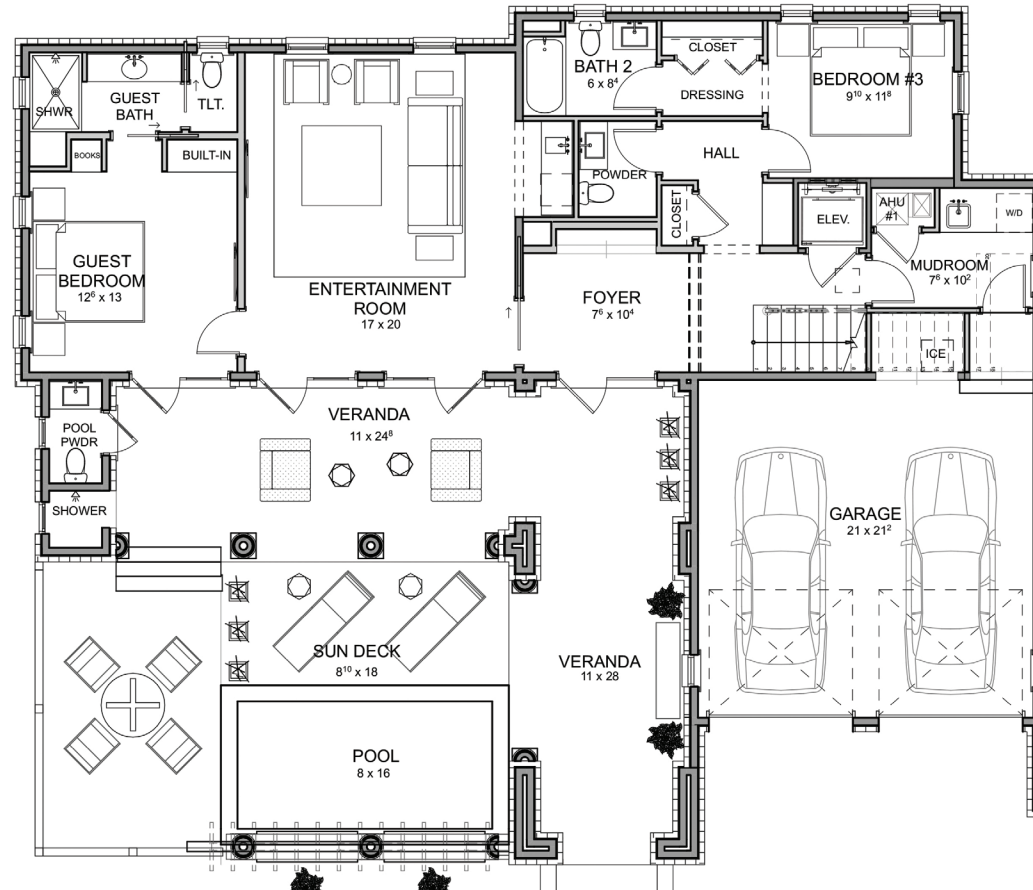 SHWR
GUEST
BATH
TLT.
BOOKS
BUILT-IN
GUEST
BEDROOM
12⁶ x 13
ENTERTAINMENT
ROOM
17 x 20
BATH 2
6 x 8⁴
CLOSET
DRESSING
BEDROOM #3
9¹⁰ x 11⁸
HALL
POWDER
CLOSET
ELEV.
AHU
#1
W/D
MUDROOM
7⁶ x 10²
FOYER
7⁶ x 10⁴
ICE
POOL
PWDR
SHOWER
VERANDA
11 x 24⁸
GARAGE
21 x 21²
SUN DECK
8¹⁰ x 18
VERANDA
11 x 28
POOL
8 x 16